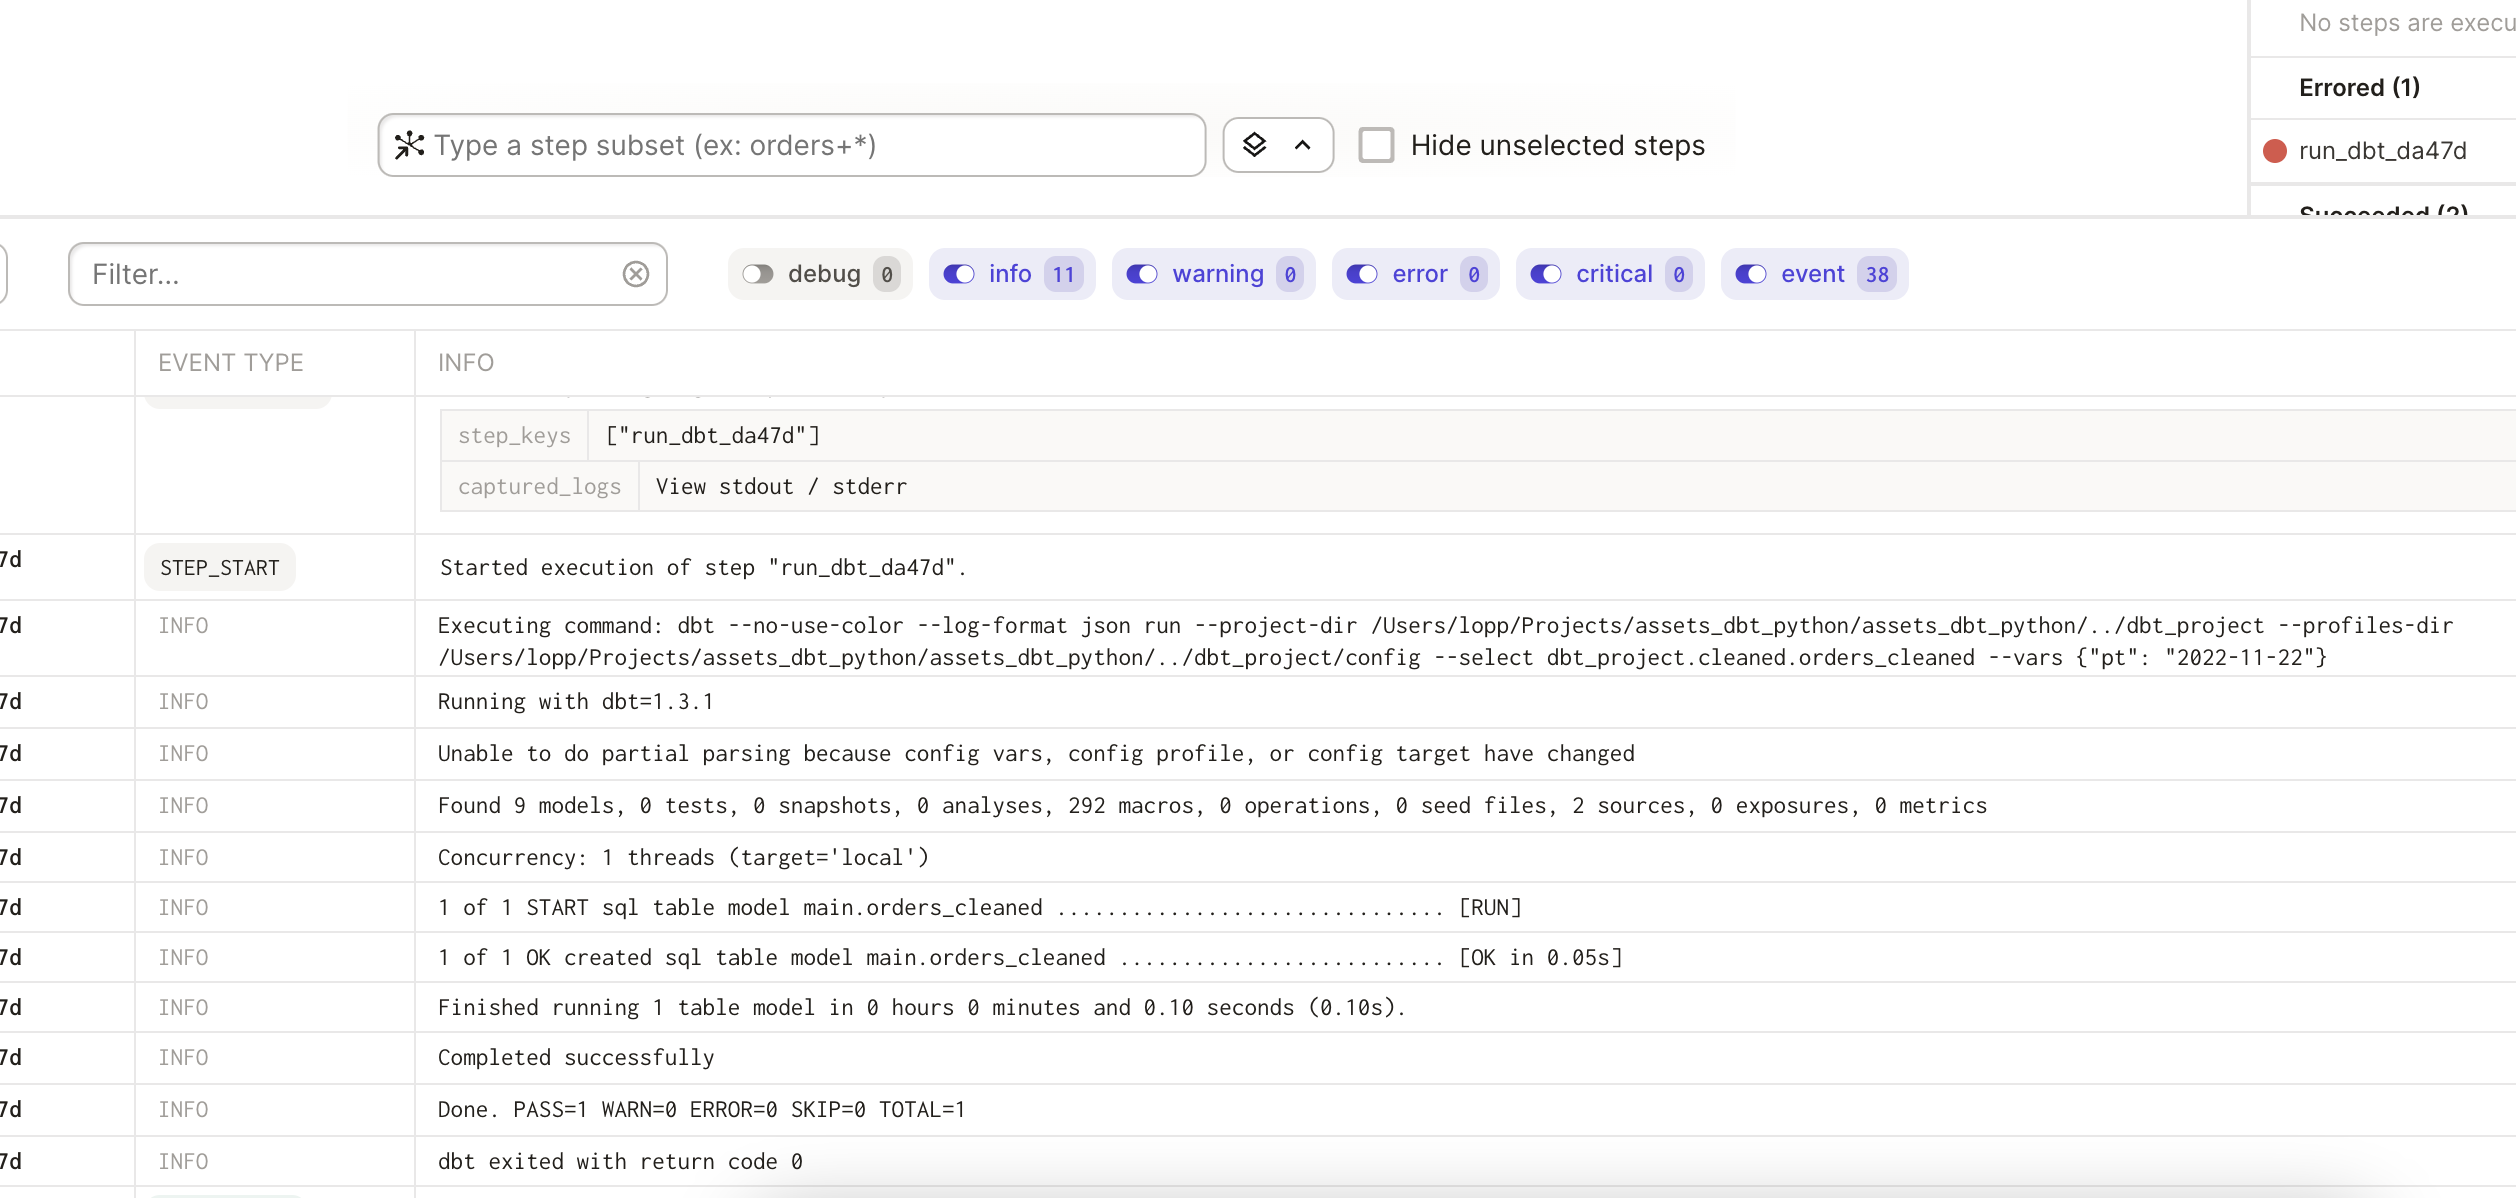 No steps are execu
Errored (1)
Type a step subset (ex: orders+*)
Hide unselected steps
run_dbt_da47d
Succeeded (2)
Filter...
debug 0
info 11
warning 0
error 0
critical 0
event 38
EVENT TYPE
INFO
step_keys
["run_dbt_da47d"]
captured_logs
View stdout / stderr
7d
STEP_START
Started execution of step "run_dbt_da47d".
7d
INFO
Executing command: dbt --no-use-color --log-format json run --project-dir /Users/lopp/Projects/assets_dbt_python/assets_dbt_python/../dbt_project --profiles-dir
/Users/lopp/Projects/assets_dbt_python/assets_dbt_python/../dbt_project/config --select dbt_project.cleaned.orders_cleaned --vars {"pt": "2022-11-22"}
7d
INFO
Running with dbt=1.3.1
7d
INFO
Unable to do partial parsing because config vars, config profile, or config target have changed
7d
INFO
Found 9 models, 0 tests, 0 snapshots, 0 analyses, 292 macros, 0 operations, 0 seed files, 2 sources, 0 exposures, 0 metrics
7d
INFO
Concurrency: 1 threads (target='local')
7d
INFO
1 of 1 START sql table model main.orders_cleaned ............................... [RUN]
7d
INFO
1 of 1 OK created sql table model main.orders_cleaned .......................... [OK in 0.05s]
7d
INFO
Finished running 1 table model in 0 hours 0 minutes and 0.10 seconds (0.10s).
7d
INFO
Completed successfully
7d
INFO
Done. PASS=1 WARN=0 ERROR=0 SKIP=0 TOTAL=1
7d
INFO
dbt exited with return code 0